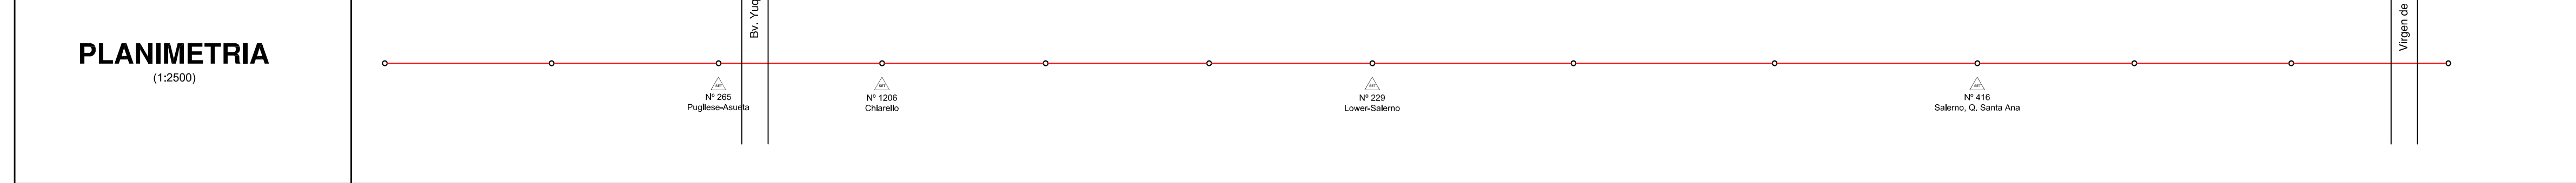 PLANIMETRIA
(1:2500)
Bv. Yuq
Virgen de
Nº 265
Pugliese-Asueta
Nº 1206
Chiarello
Nº 229
Lower-Salerno
Nº 416
Salerno, Q. Santa Ana